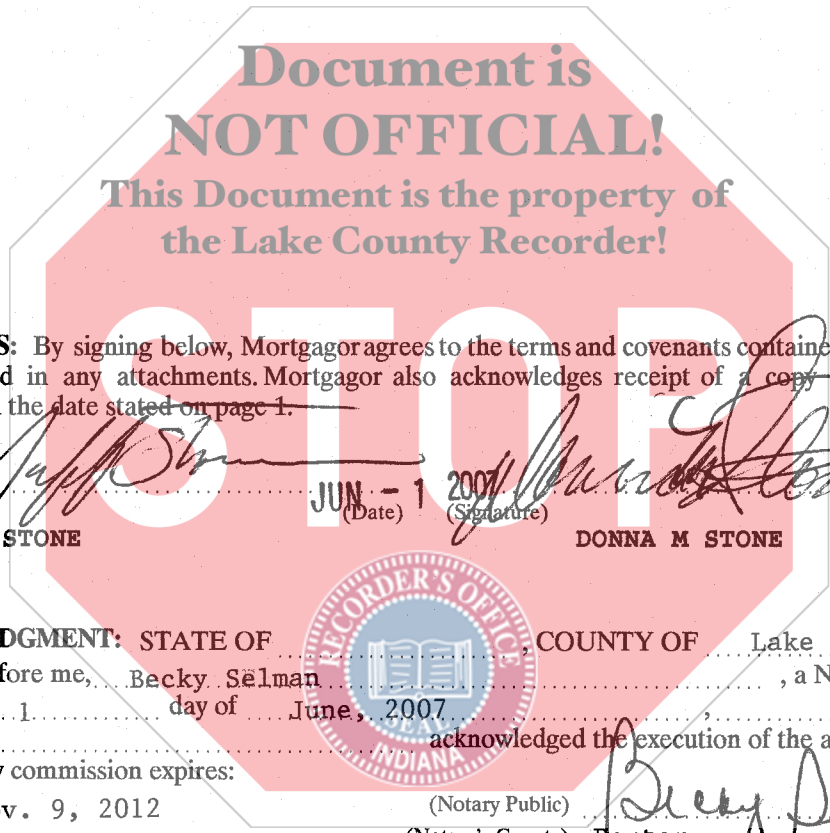 Document is
NOT OFFICIAL!
This Document is the property of
the Lake County Recorder!
STOP
S: By signing below, Mortgagor agrees to the terms and covenants containe
d in any attachments. Mortgagor also acknowledges receipt of a copy
the date stated on page 1.
JUN - 1 2007
(Date) (Signature)
STONE DONNA M STONE
RECORDER'S OFFICE
SEAL
INDIANA
DGMENT: STATE OF , COUNTY OF Lake
fore me, Becky Selman , a N
1 day of June, 2007 ,
acknowledged the execution of the a
y commission expires:
v. 9, 2012 (Notary Public) Becky S